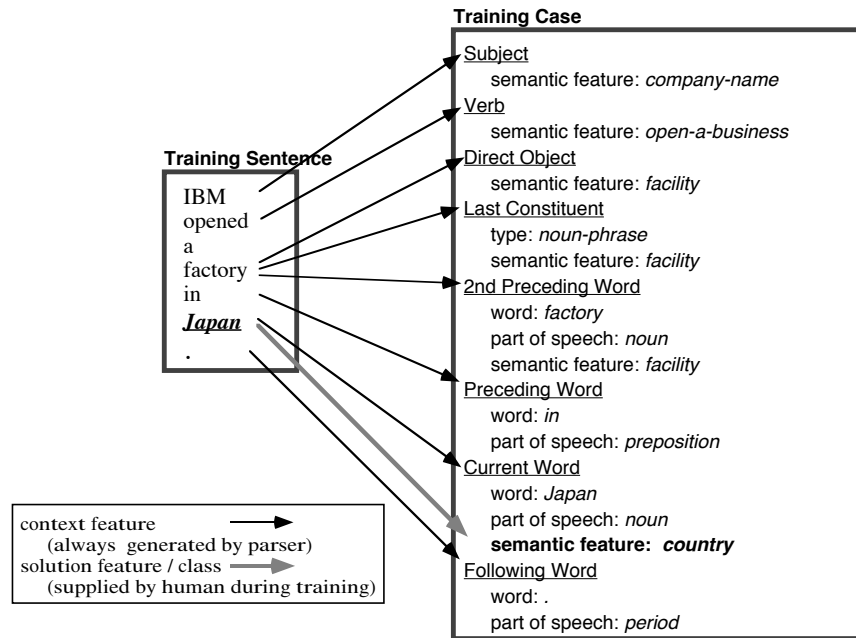 Training Case
Subject
semantic feature: company-name
Verb
semantic feature: open-a-business
Direct Object
semantic feature: facility
Last Constituent
type: noun-phrase
semantic feature: facility
2nd Preceding Word
word: factory
part of speech: noun
semantic feature: facility
Preceding Word
word: in
part of speech: preposition
Current Word
word: Japan
part of speech: noun
semantic feature: country
Following Word
word: .
part of speech: period
Training Sentence
IBM
opened
a
factory
in
Japan
.
context feature
(always generated by parser)
solution feature / class
(supplied by human during training)